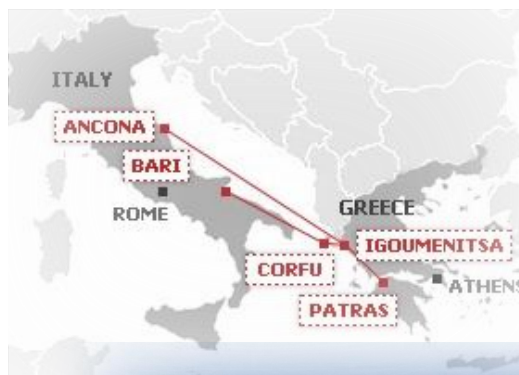 ITALY
ANCONA
BARI
ROME
GREECE
IGOUMENITSA
CORFU
ATHENS
PATRAS